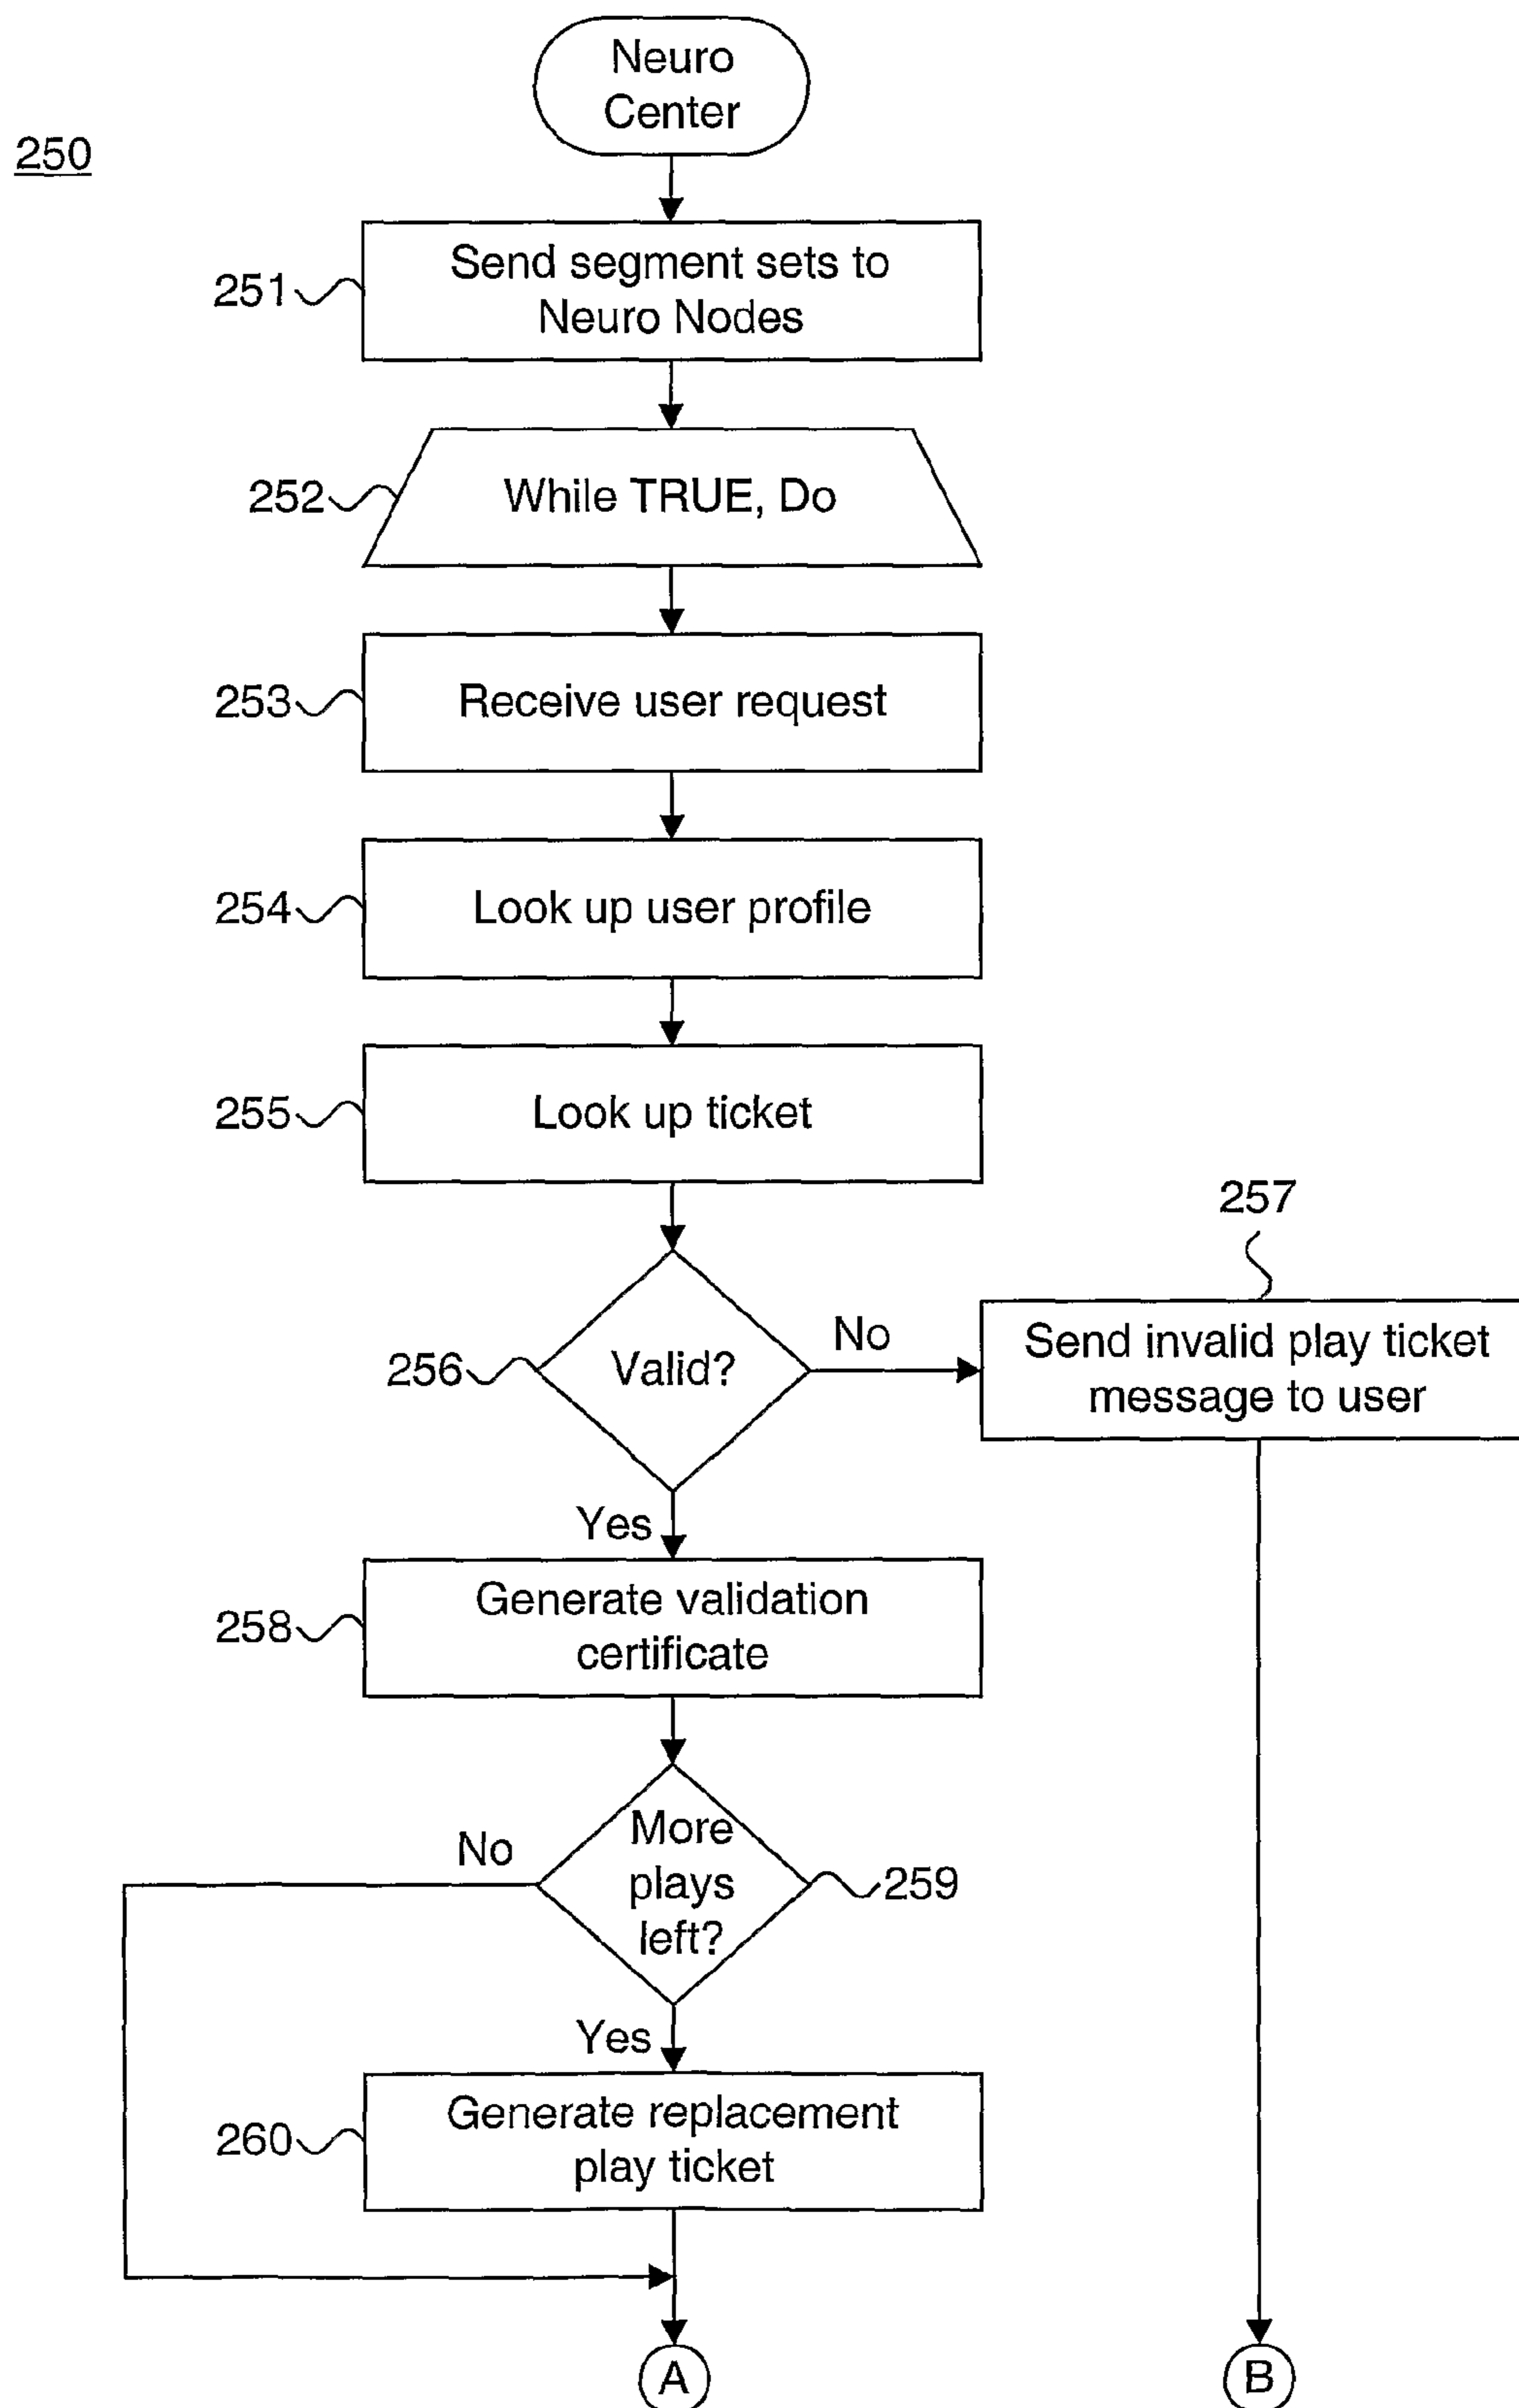 Neuro
Center
250
251
Send segment sets to
Neuro Nodes
252
While TRUE, Do
253
Receive user request
254
Look up user profile
255
Look up ticket
257
256
Valid?
No
Send invalid play ticket
message to user
Yes
258
Generate validation
certificate
No
More
plays
left?
259
Yes
260
Generate replacement
play ticket
A
B